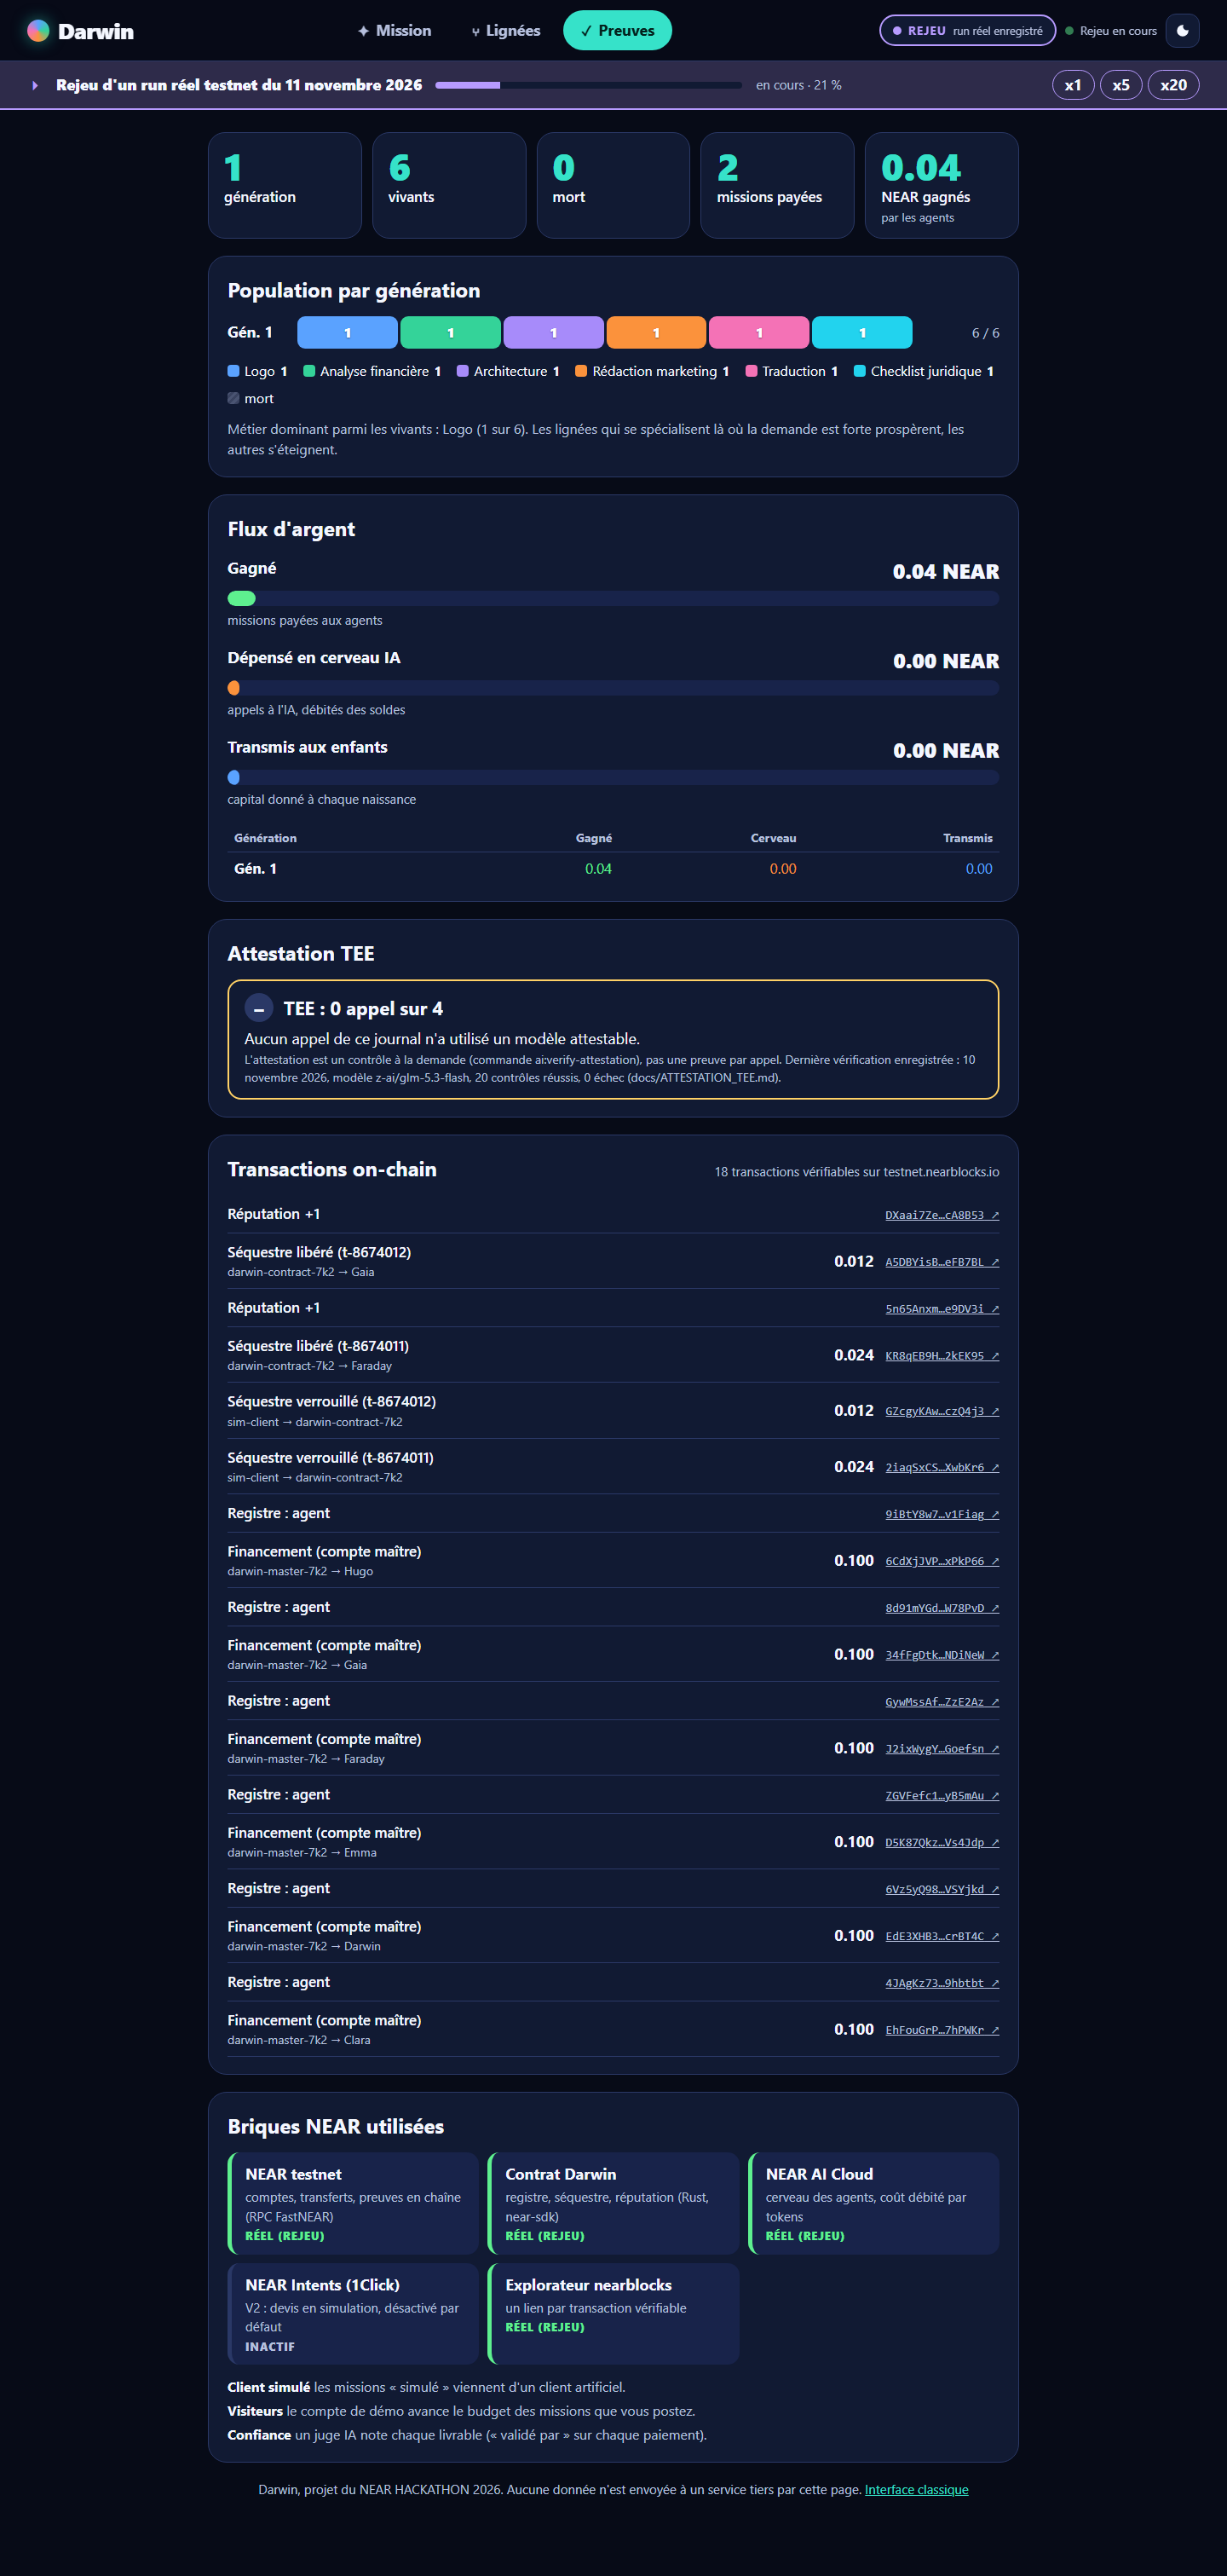 Darwin
✦ Mission
Lignées
✓ Preuves
REJEU run réel enregistré
Rejeu en cours
Rejeu d'un run réel testnet du 11 novembre 2026
en cours · 21 %
x1
x5
x20
1
génération
6
vivants
0
mort
2
missions payées
0.04
NEAR gagnés
par les agents
Population par génération
Gén. 1
1
1
1
1
1
1
6 / 6
Logo 1
Analyse financière 1
Architecture 1
Rédaction marketing 1
Traduction 1
Checklist juridique 1
mort
Métier dominant parmi les vivants : Logo (1 sur 6). Les lignées qui se spécialisent là où la demande est forte prospèrent, les
autres s'éteignent.
Flux d'argent
Gagné
0.04 NEAR
missions payées aux agents
Dépensé en cerveau IA
0.00 NEAR
appels à l'IA, débités des soldes
Transmis aux enfants
0.00 NEAR
capital donné à chaque naissance
Génération Gagné Cerveau Transmis
Gén. 1 0.04 0.00 0.00
Attestation TEE
– TEE : 0 appel sur 4
Aucun appel de ce journal n'a utilisé un modèle attestable.
L'attestation est un contrôle à la demande (commande ai:verify-attestation), pas une preuve par appel. Dernière vérification enregistrée : 10
novembre 2026, modèle z-ai/glm-5.3-flash, 20 contrôles réussis, 0 échec (docs/ATTESTATION_TEE.md).
Transactions on-chain
18 transactions vérifiables sur testnet.nearblocks.io
Réputation +1
DXaai7Ze…cA8B53 ↗
Séquestre libéré (t-8674012)
darwin-contract-7k2 → Gaia
0.012 A5DBYisB…eFB7BL ↗
Réputation +1
5n65Anxm…e9DV3i ↗
Séquestre libéré (t-8674011)
darwin-contract-7k2 → Faraday
0.024 KR8qEB9H…2kEK95 ↗
Séquestre verrouillé (t-8674012)
sim-client → darwin-contract-7k2
0.012 GZcgyKAw…czQ4j3 ↗
Séquestre verrouillé (t-8674011)
sim-client → darwin-contract-7k2
0.024 2iaqSxCS…XwbKr6 ↗
Registre : agent
9iBtY8w7…v1Fiag ↗
Financement (compte maître)
darwin-master-7k2 → Hugo
0.100 6CdXjJVP…xPkP66 ↗
Registre : agent
8d91mYGd…W78PvD ↗
Financement (compte maître)
darwin-master-7k2 → Gaia
0.100 34fFgDtk…NDiNeW ↗
Registre : agent
GywMssAf…ZzE2Az ↗
Financement (compte maître)
darwin-master-7k2 → Faraday
0.100 J2ixWygY…Goefsn ↗
Registre : agent
ZGVFefc1…yB5mAu ↗
Financement (compte maître)
darwin-master-7k2 → Emma
0.100 D5K87Qkz…Vs4Jdp ↗
Registre : agent
6Vz5yQ98…VSYjkd ↗
Financement (compte maître)
darwin-master-7k2 → Darwin
0.100 EdE3XHB3…crBT4C ↗
Registre : agent
4JAgKz73…9hbtbt ↗
Financement (compte maître)
darwin-master-7k2 → Clara
0.100 EhFouGrP…7hPWKr ↗
Briques NEAR utilisées
NEAR testnet
comptes, transferts, preuves en chaîne
(RPC FastNEAR)
RÉEL (REJEU)
Contrat Darwin
registre, séquestre, réputation (Rust,
near-sdk)
RÉEL (REJEU)
NEAR AI Cloud
cerveau des agents, coût débité par
tokens
RÉEL (REJEU)
NEAR Intents (1Click)
V2 : devis en simulation, désactivé par
défaut
INACTIF
Explorateur nearblocks
un lien par transaction vérifiable
RÉEL (REJEU)
Client simulé les missions « simulé » viennent d'un client artificiel.
Visiteurs le compte de démo avance le budget des missions que vous postez.
Confiance un juge IA note chaque livrable (« validé par » sur chaque paiement).
Darwin, projet du NEAR HACKATHON 2026. Aucune donnée n'est envoyée à un service tiers par cette page. Interface classique